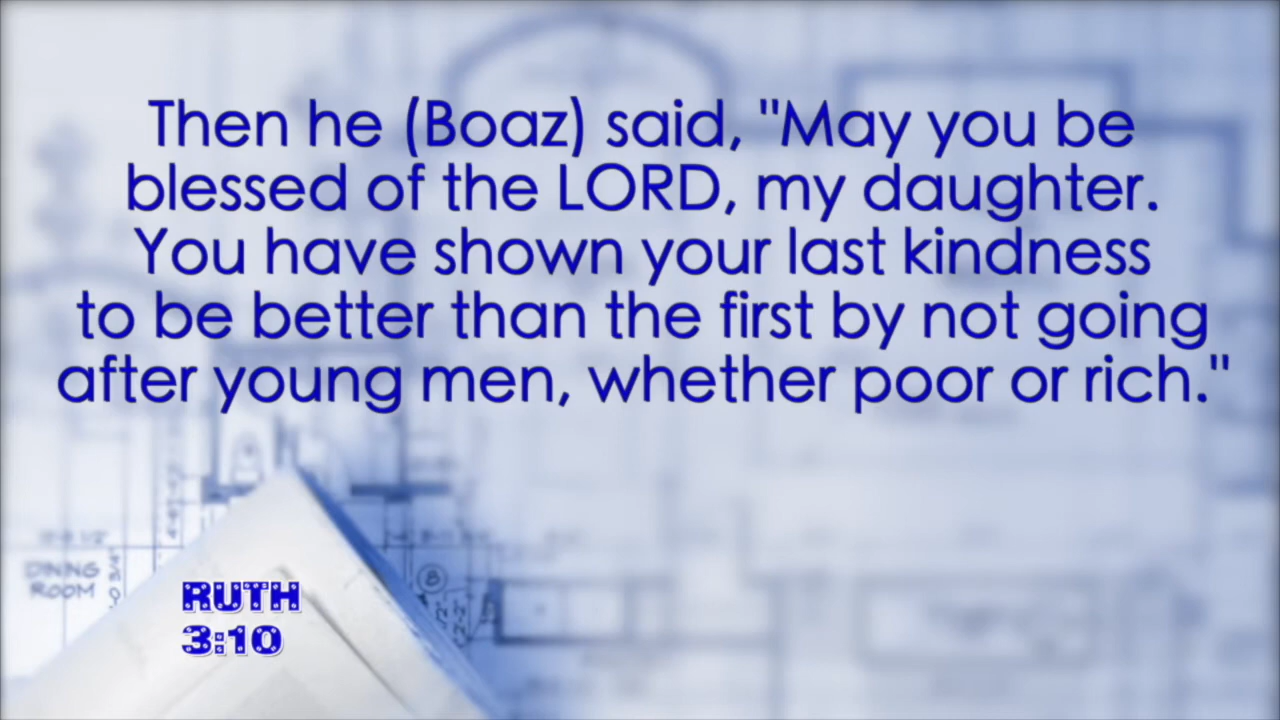 Then he (Boaz) said, "May you be
blessed of the LORD, my daughter.
You have shown your last kindness
to be better than the first by not going
after young men, whether poor or rich."
DINING
ROOM
8
RUTH
3:10